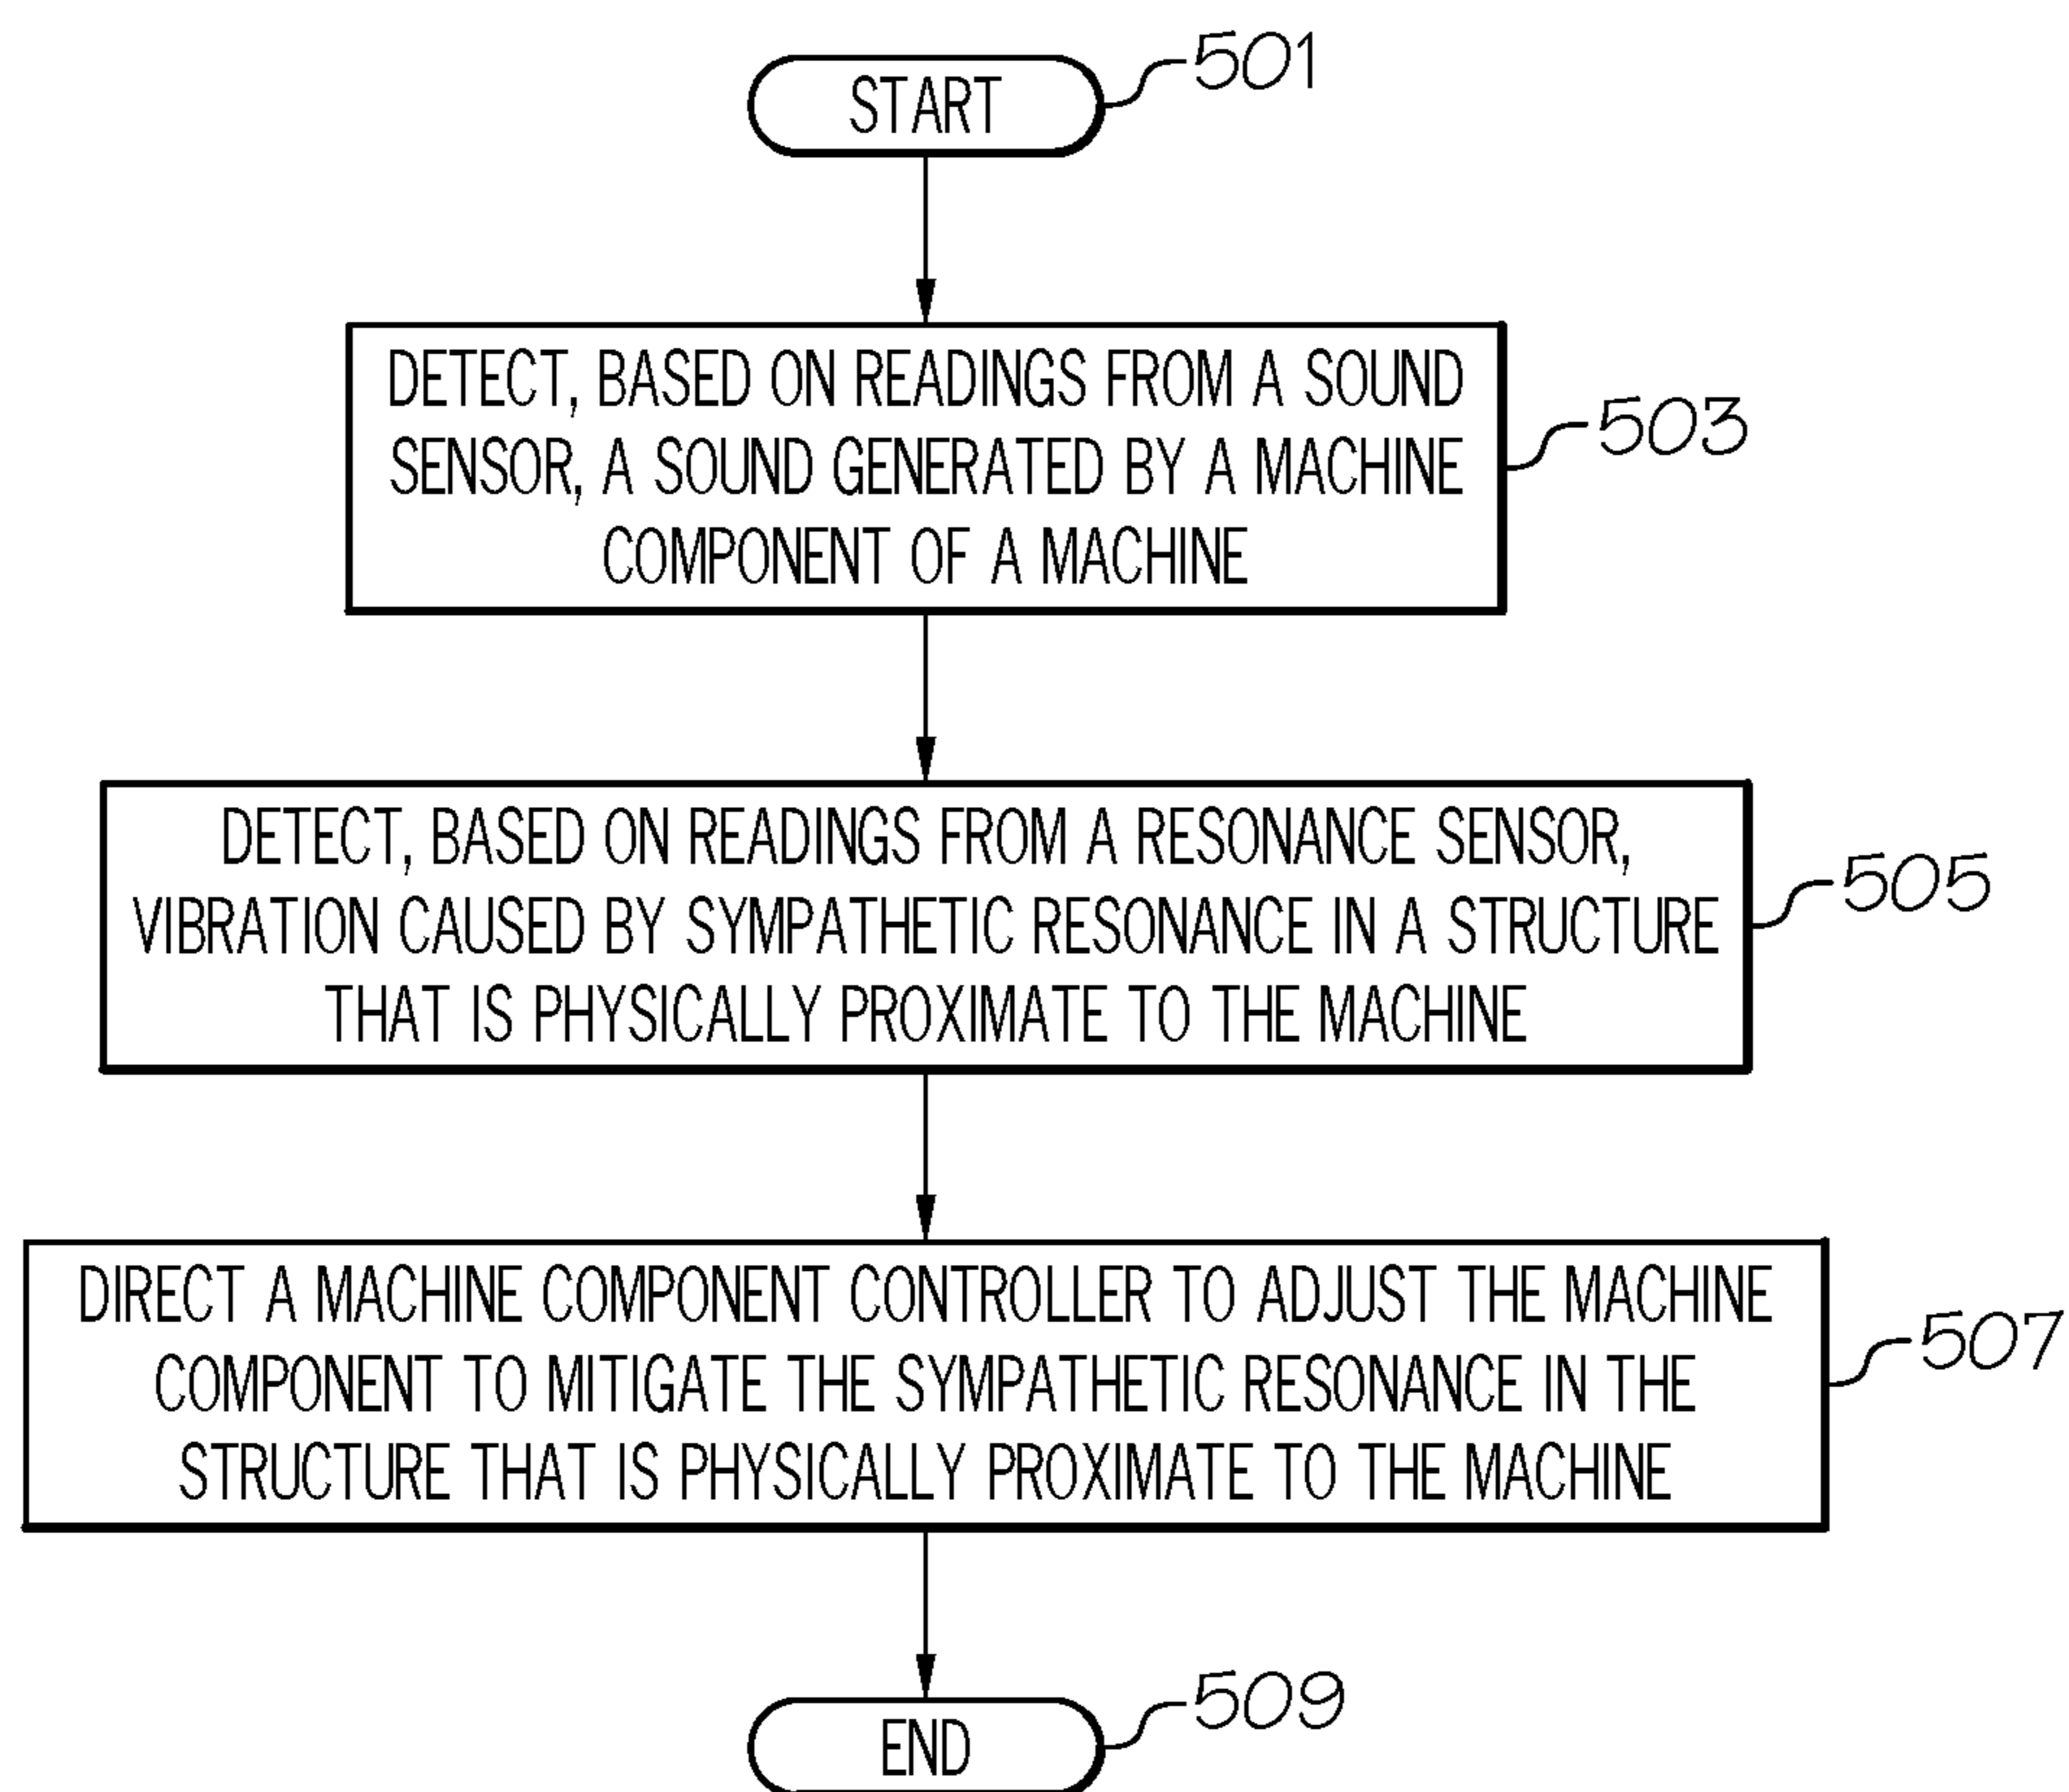 START
501
DETECT, BASED ON READINGS FROM A SOUND
SENSOR, A SOUND GENERATED BY A MACHINE
COMPONENT OF A MACHINE
503
DETECT, BASED ON READINGS FROM A RESONANCE SENSOR,
VIBRATION CAUSED BY SYMPATHETIC RESONANCE IN A STRUCTURE
THAT IS PHYSICALLY PROXIMATE TO THE MACHINE
505
DIRECT A MACHINE COMPONENT CONTROLLER TO ADJUST THE MACHINE
COMPONENT TO MITIGATE THE SYMPATHETIC RESONANCE IN THE
STRUCTURE THAT IS PHYSICALLY PROXIMATE TO THE MACHINE
507
END
509